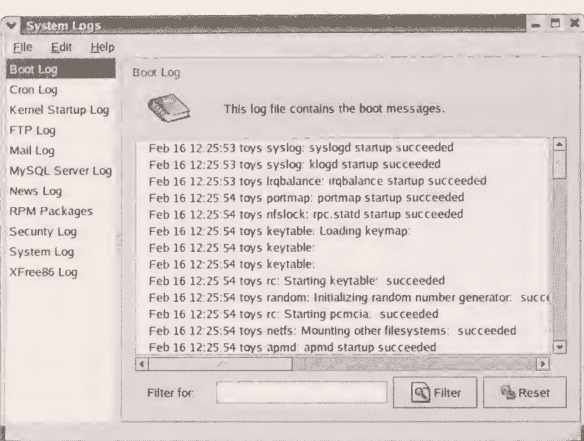 System Logs
File Edit Help
Boot Log
Cron Log
Kernel Startup Log
FTP Log
Mail Log
MySQL Server Log
News Log
RPM Packages
Security Log
System Log
XFree86 Log
Boot Log
This log file contains the boot messages.
Feb 16 12:25:53 toys syslog: syslogd startup succeeded
Feb 16 12:25:53 toys syslog: klogd startup succeeded
Feb 16 12:25:53 toys irqbalance: irqbalance startup succeeded
Feb 16 12:25:54 toys portmap: portmap startup succeeded
Feb 16 12:25:54 toys nfslock: rpc.statd startup succeeded
Feb 16 12:25:54 toys keytable: Loading keymap:
Feb 16 12:25:54 toys keytable:
Feb 16 12:25:54 toys keytable:
Feb 16 12:25:54 toys rc: Starting keytable: succeeded
Feb 16 12:25:54 toys random: Initializing random number generator: succe
Feb 16 12:25:54 toys rc: Starting pcmcia: succeeded
Feb 16 12:25:54 toys netfs: Mounting other filesystems: succeeded
Feb 16 12:25:54 toys apmd: apmd startup succeeded
Filter for: Filter Reset